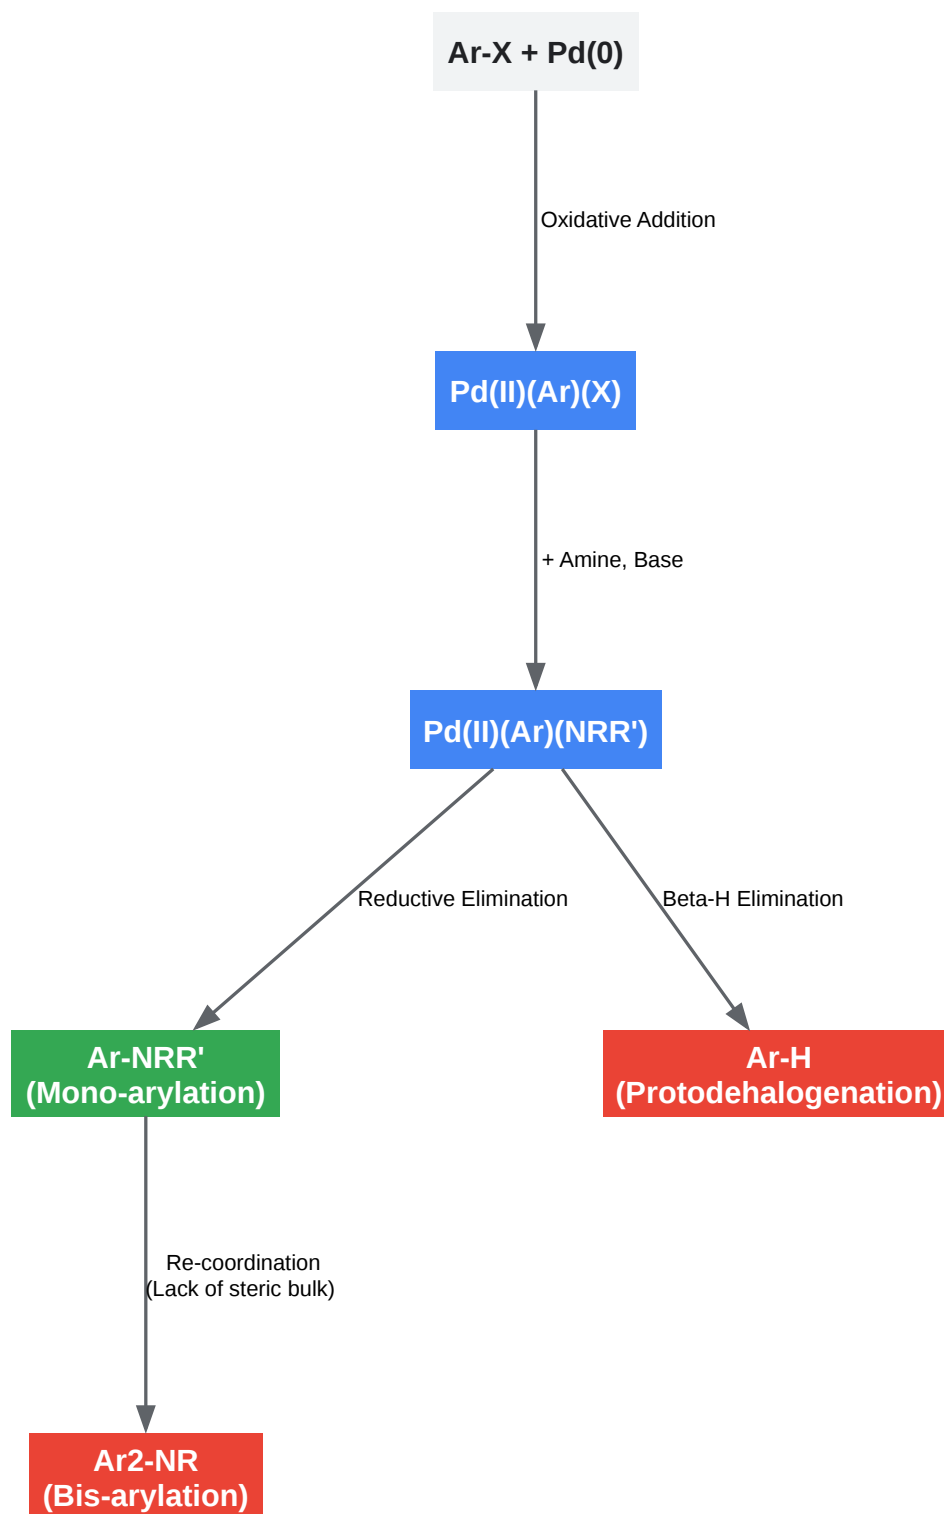 Ar-X + Pd(0)
Oxidative Addition
Pd(II)(Ar)(X)
+ Amine, Base
Pd(II)(Ar)(NRR')
Reductive Elimination
Beta-H Elimination
Ar-NRR'
(Mono-arylation)
Ar-H
(Protodehalogenation)
Re-coordination
(Lack of steric bulk)
Ar2-NR
(Bis-arylation)